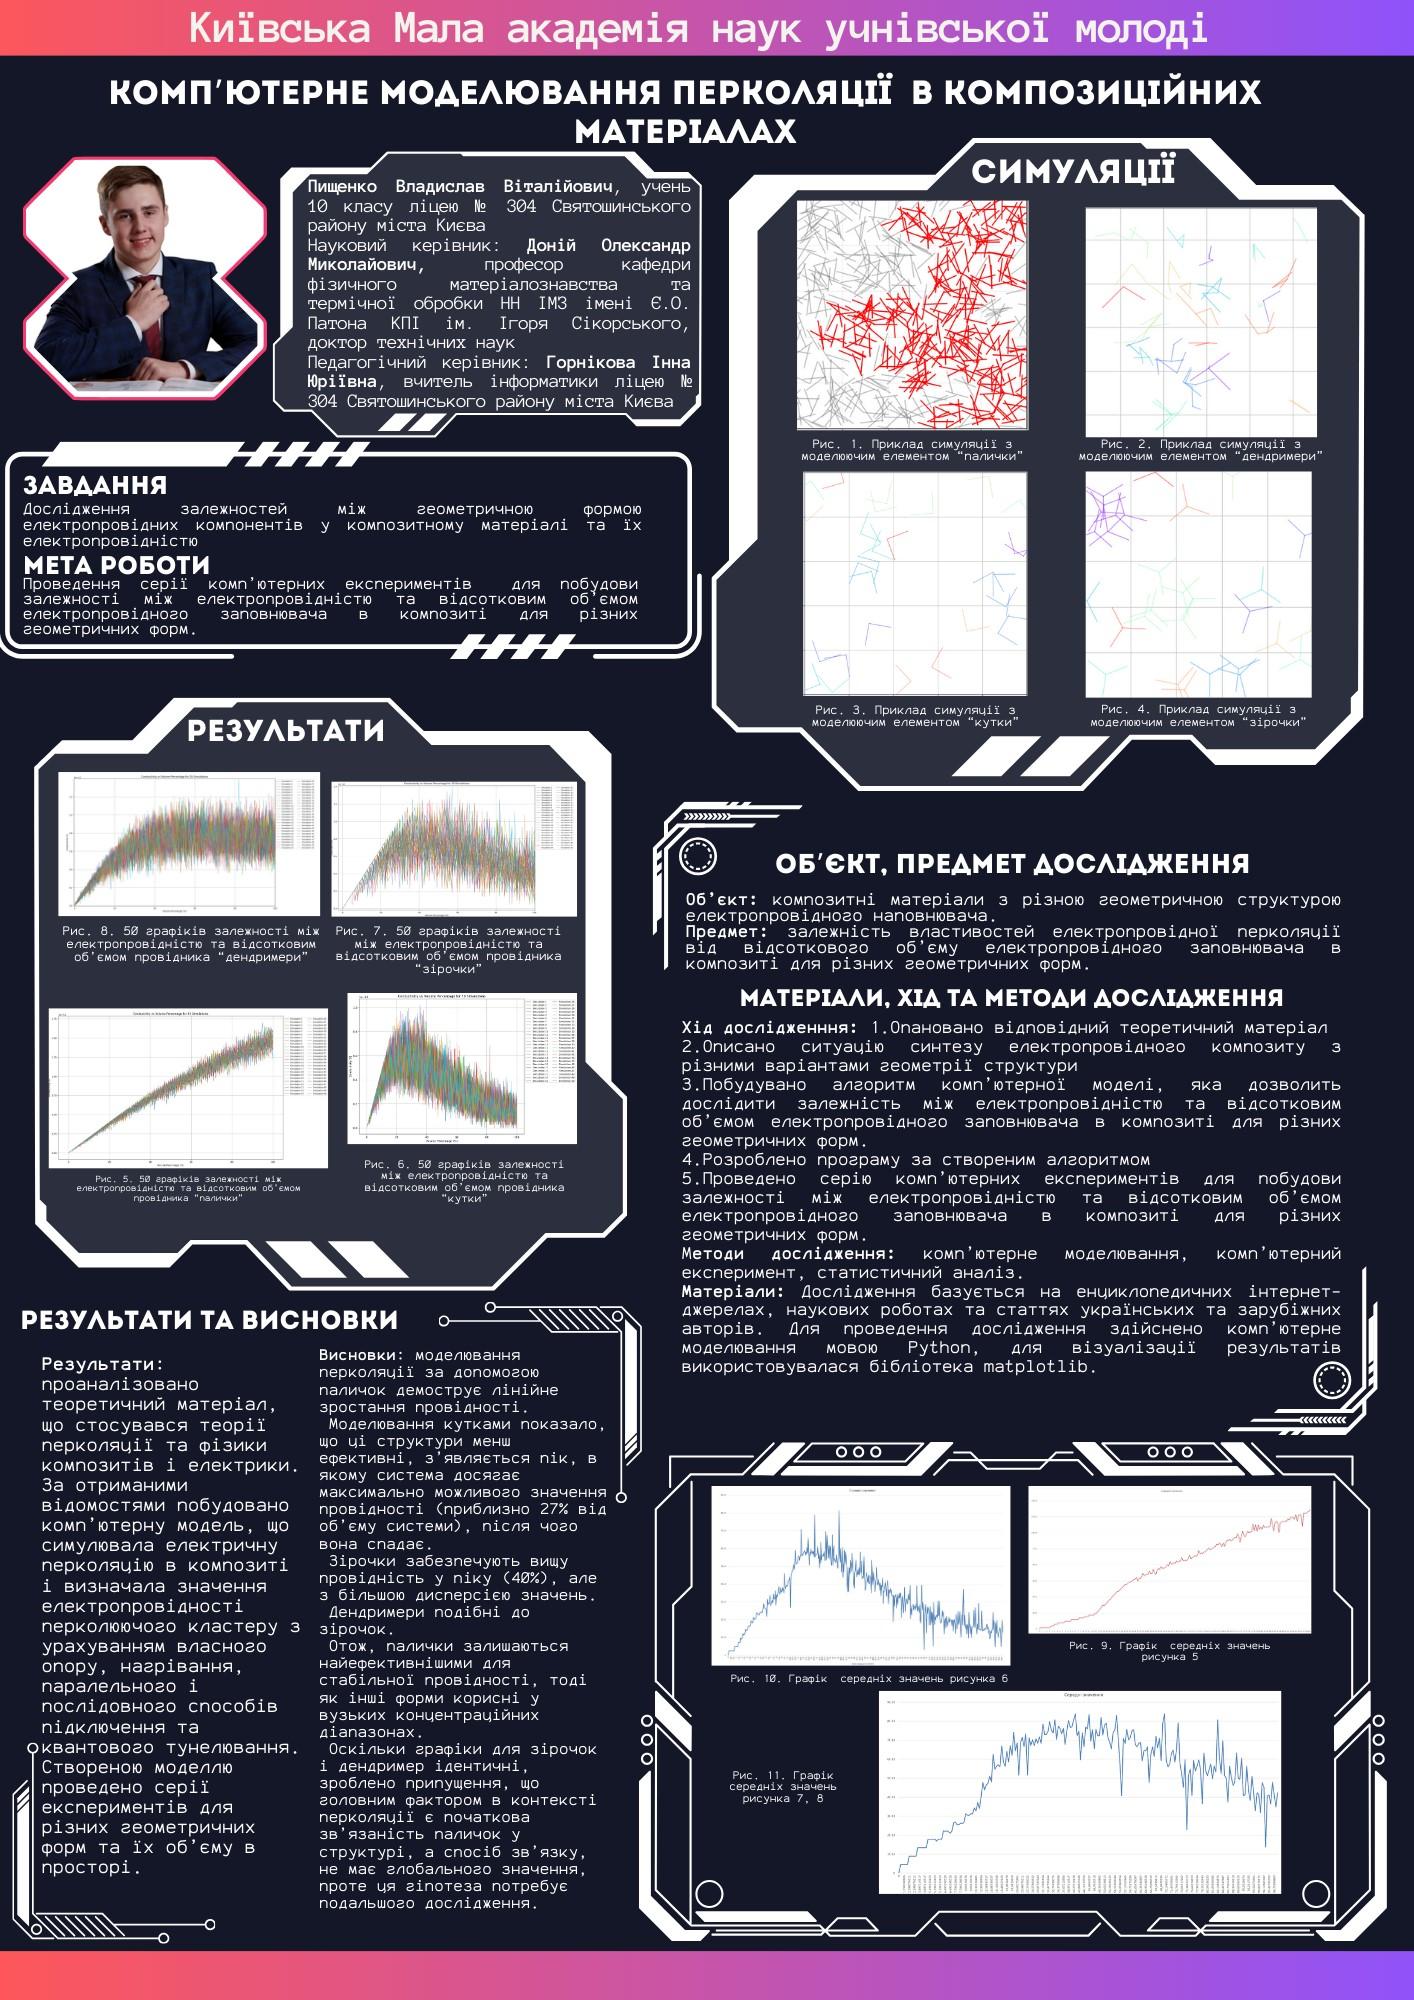 Київська Мала академія наук учнівської молоді
КОМП'ЮТЕРНЕ МОДЕЛЮВАННЯ ПЕРКОЛЯЦІЇ В КОМПОЗИЦІЙНИХ
МАТЕРІАЛАХ
Пищенко Владислав Віталійович, учень
10 класу ліцею № 304 Святошинського
району міста Києва
Науковий керівник: Доній Олександр
Миколайович, професор кафедри
фізичного матеріалознавства та
термічної обробки НН ІМЗ імені Є.О.
Патона КПІ ім. Ігоря Сікорського,
доктор технічних наук
Педагогічний керівник: Горнікова Інна
Юріївна, вчитель інформатики ліцею №
304 Святошинського району міста Києва
СИМУЛЯЦІЇ
Рис. 1. Приклад симуляції з
моделюючим елементом “палички”
Рис. 2. Приклад симуляції з
моделюючим елементом “дендримери”
Рис. 3. Приклад симуляції з
моделюючим елементом “кутки”
Рис. 4. Приклад симуляції з
моделюючим елементом “зірочки”
ЗАВДАННЯ
Дослідження залежностей між геометричною формою
електропровідних компонентів у композитному матеріалі та їх
електропровідністю
МЕТА РОБОТИ
Проведення серії комп’ютерних експериментів для побудови
залежності між електропровідністю та відсотковим об’ємом
електропровідного заповнювача в композиті для різних
геометричних форм.
РЕЗУЛЬТАТИ
Рис. 8. 50 графіків залежності між
електропровідністю та відсотковим
об’ємом провідника “дендримери”
Рис. 7. 50 графіків залежності
між електропровідністю та
відсотковим об’ємом провідника
“зірочки”
Рис. 5. 50 графіків залежності між
електропровідністю та відсотковим об’ємом
провідника “палички”
Рис. 6. 50 графіків залежності
між електропровідністю та
відсотковим об’ємом провідника
“кутки”
ОБ'ЄКТ, ПРЕДМЕТ ДОСЛІДЖЕННЯ
Об’єкт: композитні матеріали з різною геометричною структурою
електропровідного наповнювача.
Предмет: залежність властивостей електропровідної перколяції
від відсоткового об’єму електропровідного заповнювача в
композиті для різних геометричних форм.
МАТЕРІАЛИ, ХІД ТА МЕТОДИ ДОСЛІДЖЕННЯ
Хід дослідженння: 1.Опановано відповідний теоретичний матеріал
2.Описано ситуацію синтезу електропровідного композиту з
різними варіантами геометрії структури
3.Побудувано алгоритм комп’ютерної моделі, яка дозволить
дослідити залежність між електропровідністю та відсотковим
об’ємом електропровідного заповнювача в композиті для різних
геометричних форм.
4.Розроблено програму за створеним алгоритмом
5.Проведено серію комп’ютерних експериментів для побудови
залежності між електропровідністю та відсотковим об’ємом
електропровідного заповнювача в композиті для різних
геометричних форм.
Методи дослідження: комп’ютерне моделювання, комп’ютерний
експеримент, статистичний аналіз.
Матеріали: Дослідження базується на енциклопедичних інтернет-
джерелах, наукових роботах та статтях українських та зарубіжних
авторів. Для проведення дослідження здійснено комп’ютерне
моделювання мовою Python, для візуалізації результатів
використовувалася бібліотека matplotlib.
РЕЗУЛЬТАТИ ТА ВИСНОВКИ
Результати:
проаналізовано
теоретичний матеріал,
що стосувався теорії
перколяції та фізики
композитів і електрики.
За отриманими
відомостями побудовано
комп’ютерну модель, що
симулювала електричну
перколяцію в композиті
і визначала значення
електропровідності
перколюючого кластеру з
урахуванням власного
опору, нагрівання,
паралельного і
послідовного способів
підключення та
квантового тунелювання.
Створеною моделлю
проведено серії
експериментів для
різних геометричних
форм та їх об’єму в
просторі.
Висновки: моделювання
перколяції за допомогою
паличок демострує лінійне
зростання провідності.
Моделювання кутками показало,
що ці структури менш
ефективні, з’являється пік, в
якому система досягає
максимально можливого значення
провідності (приблизно 27% від
об’єму системи), після чого
вона спадає.
Зірочки забезпечують вищу
провідність у піку (40%), але
з більшою дисперсією значень.
Дендримери подібні до
зірочок.
Отож, палички залишаються
найефективнішими для
стабільної провідності, тоді
як інші форми корисні у
вузьких концентраційних
діапазонах.
Оскільки графіки для зірочок
і дендример ідентичні,
зроблено припущення, що
головним фактором в контексті
перколяції є початкова
зв’язаність паличок у
структурі, а спосіб зв’язку,
не має глобального значення,
проте ця гіпотеза потребує
подальшого дослідження.
Рис. 10. Графік середніх значень рисунка 6
Рис. 9. Графік середніх значень
рисунка 5
Середні значення
Рис. 11. Графік
середніх значень
рисунка 7, 8